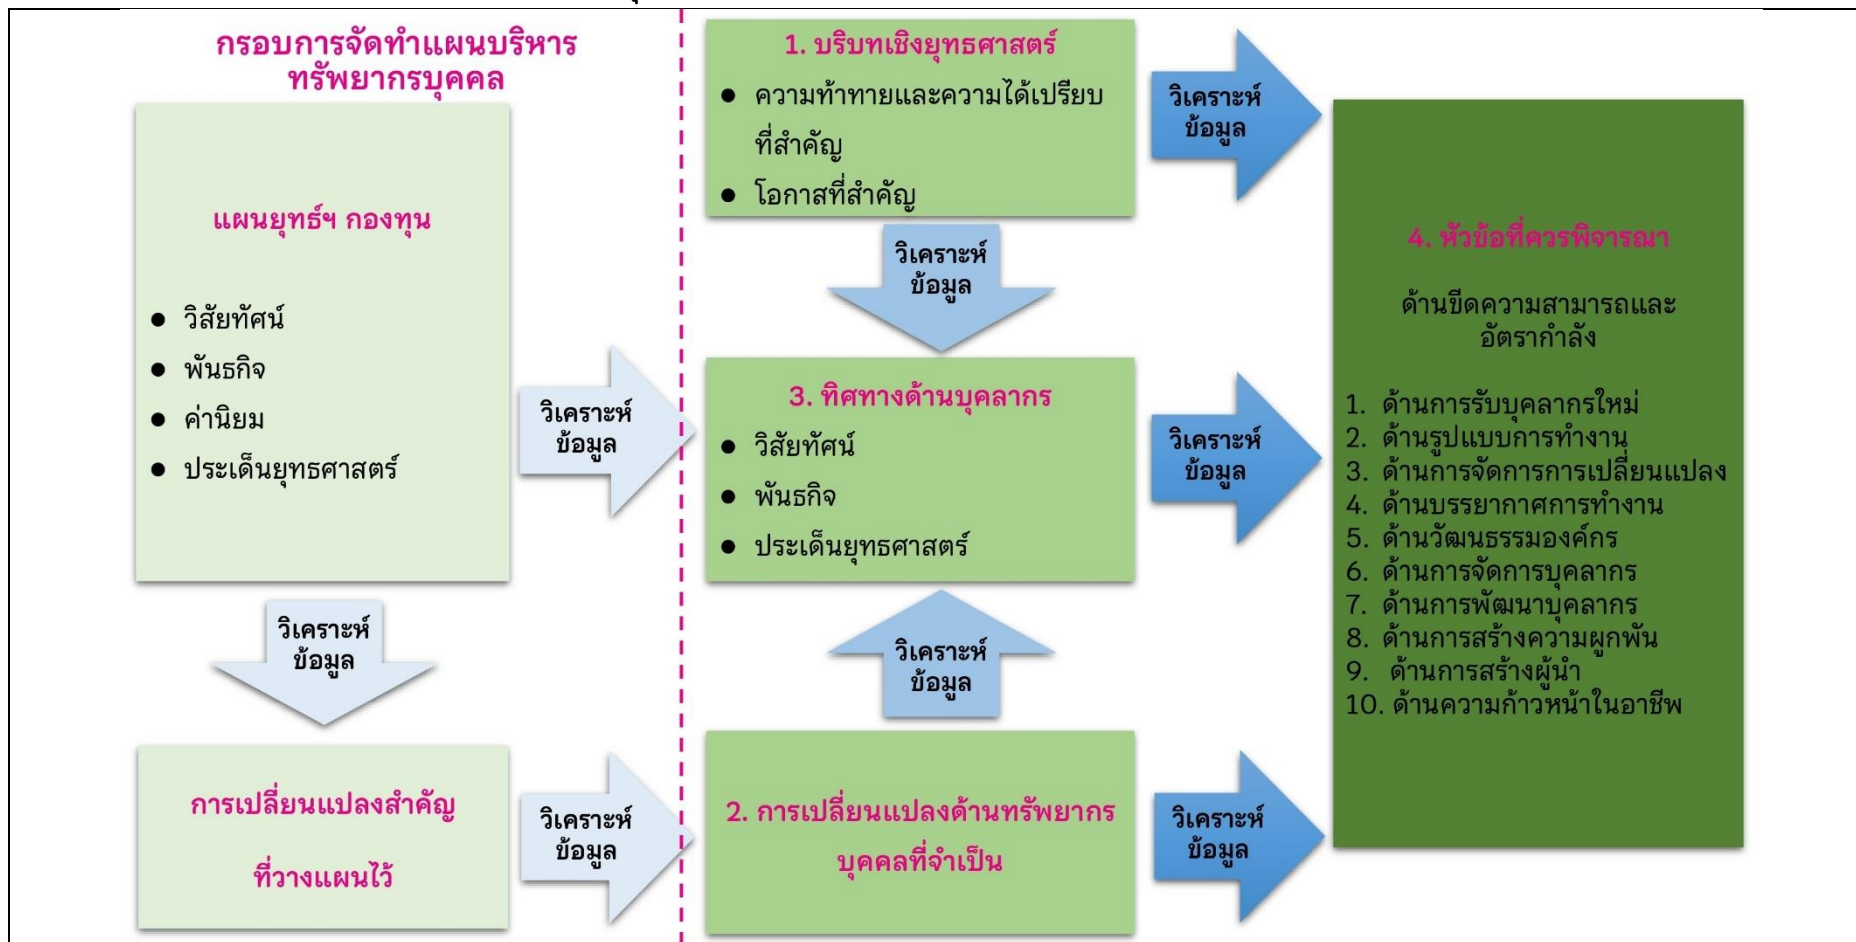 กรอบการจัดทำแผนบริหาร
ทรัพยากรบุคคล
แผนยุทธ์ฯ กองทุน
● วิสัยทัศน์
● พันธกิจ
● ค่านิยม
● ประเด็นยุทธศาสตร์
วิเคราะห์
ข้อมูล
วิเคราะห์
ข้อมูล
การเปลี่ยนแปลงสำคัญ
ที่วางแผนไว้
วิเคราะห์
ข้อมูล
1. บริบทเชิงยุทธศาสตร์
● ความท้าทายและความได้เปรียบ
ที่สำคัญ
● โอกาสที่สำคัญ
วิเคราะห์
ข้อมูล
วิเคราะห์
ข้อมูล
3. ทิศทางด้านบุคลากร
● วิสัยทัศน์
● พันธกิจ
● ประเด็นยุทธศาสตร์
วิเคราะห์
ข้อมูล
วิเคราะห์
ข้อมูล
2. การเปลี่ยนแปลงด้านทรัพยากร
บุคคลที่จำเป็น
วิเคราะห์
ข้อมูล
4. หัวข้อที่ควรพิจารณา
ด้านขีดความสามารถและ
อัตรากำลัง
1. ด้านการรับบุคลากรใหม่
2. ด้านรูปแบบการทำงาน
3. ด้านการจัดการการเปลี่ยนแปลง
4. ด้านบรรยากาศการทำงาน
5. ด้านวัฒนธรรมองค์กร
6. ด้านการจัดการบุคลากร
7. ด้านการพัฒนาบุคลากร
8. ด้านการสร้างความผูกพัน
9. ด้านการสร้างผู้นำ
10. ด้านความก้าวหน้าในอาชีพ